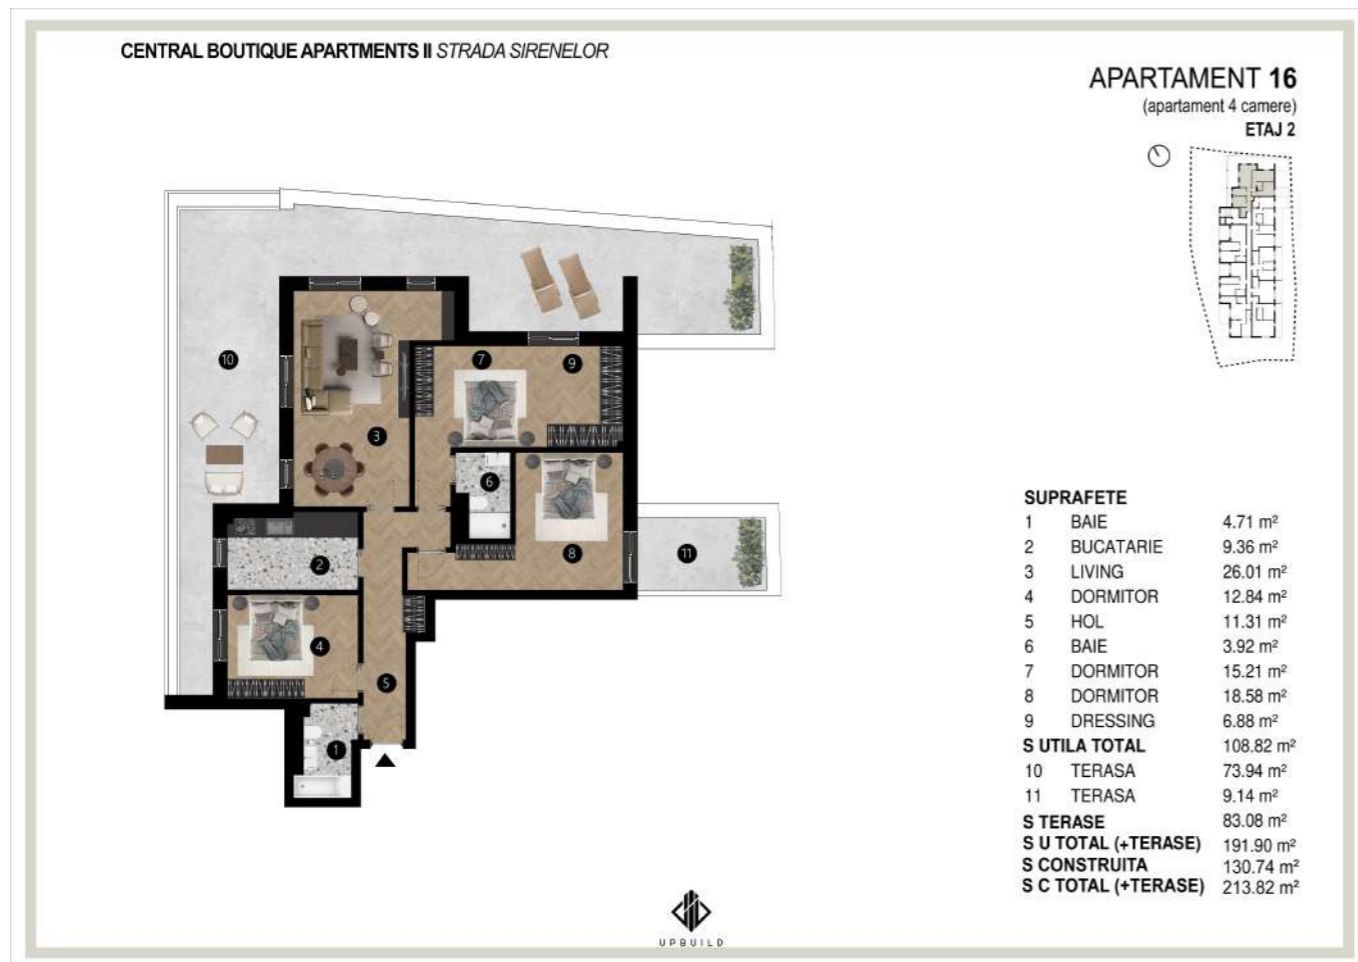 CENTRAL BOUTIQUE APARTMENTS II STRADA SIRENELOR
APARTAMENT 16
(apartament 4 camere)
ETAJ 2
10
7
9
3
6
2
8
11
4
5
1
SUPRAFETE
1 BAIE 4.71 m²
2 BUCATARIE 9.36 m²
3 LIVING 26.01 m²
4 DORMITOR 12.84 m²
5 HOL 11.31 m²
6 BAIE 3.92 m²
7 DORMITOR 15.21 m²
8 DORMITOR 18.58 m²
9 DRESSING 6.88 m²
S UTILA TOTAL 108.82 m²
10 TERASA 73.94 m²
11 TERASA 9.14 m²
S TERASE 83.08 m²
S U TOTAL (+TERASE) 191.90 m²
S CONSTRUITA 130.74 m²
S C TOTAL (+TERASE) 213.82 m²
UPBUILD